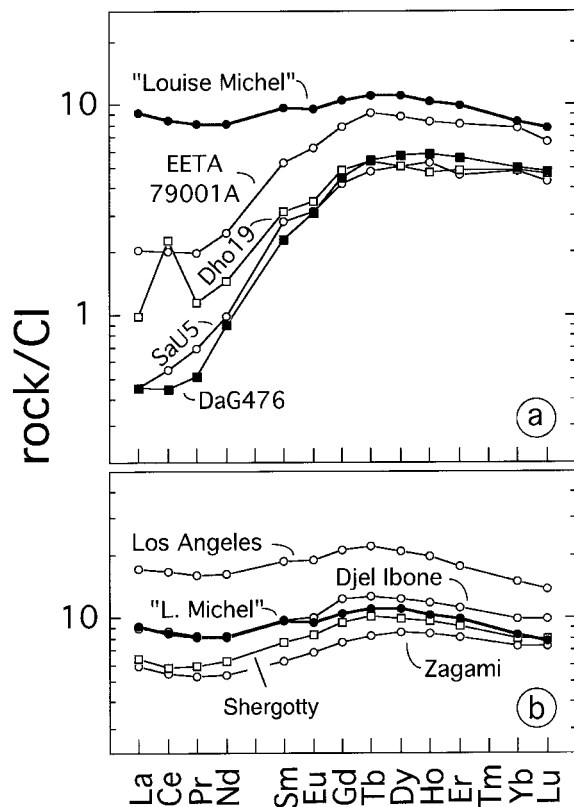 "Louise Michel"
10
EETA
79001A
Dho19
1
SaU5
DaG476
a
rock/CI
Los Angeles
Djel Ibone
"L. Michel"
10
Zagami
Shergotty
b
La Ce Pr Nd Sm Eu Gd Tb Dy Ho Er Tm Yb Lu